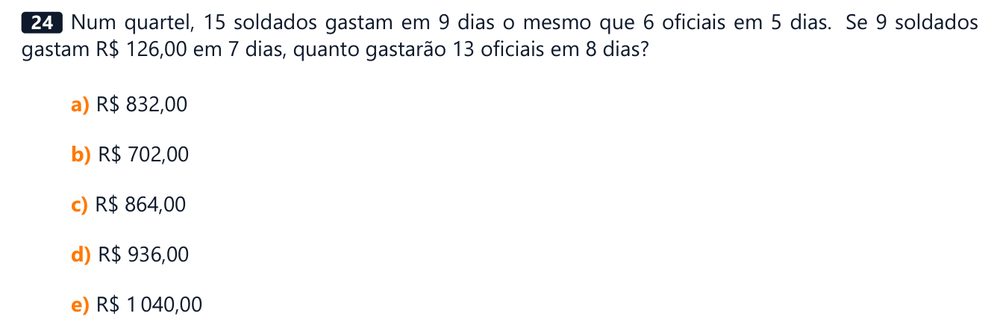 24 Num quartel, 15 soldados gastam em 9 dias o mesmo que 6 oficiais em 5 dias. Se 9 soldados
gastam R$ 126,00 em 7 dias, quanto gastarão 13 oficiais em 8 dias?
a) R$ 832,00
b) R$ 702,00
c) R$ 864,00
d) R$ 936,00
e) R$ 1 040,00